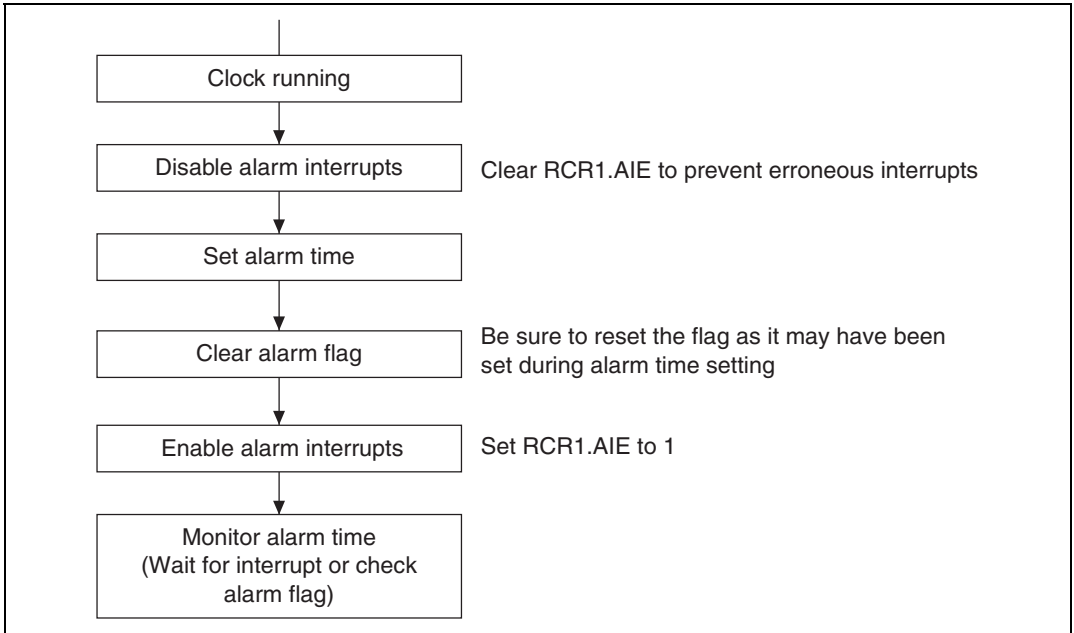 Clock running
Disable alarm interrupts
Clear RCR1.AIE to prevent erroneous interrupts
Set alarm time
Clear alarm flag
Be sure to reset the flag as it may have been
set during alarm time setting
Enable alarm interrupts
Set RCR1.AIE to 1
Monitor alarm time
(Wait for interrupt or check
alarm flag)